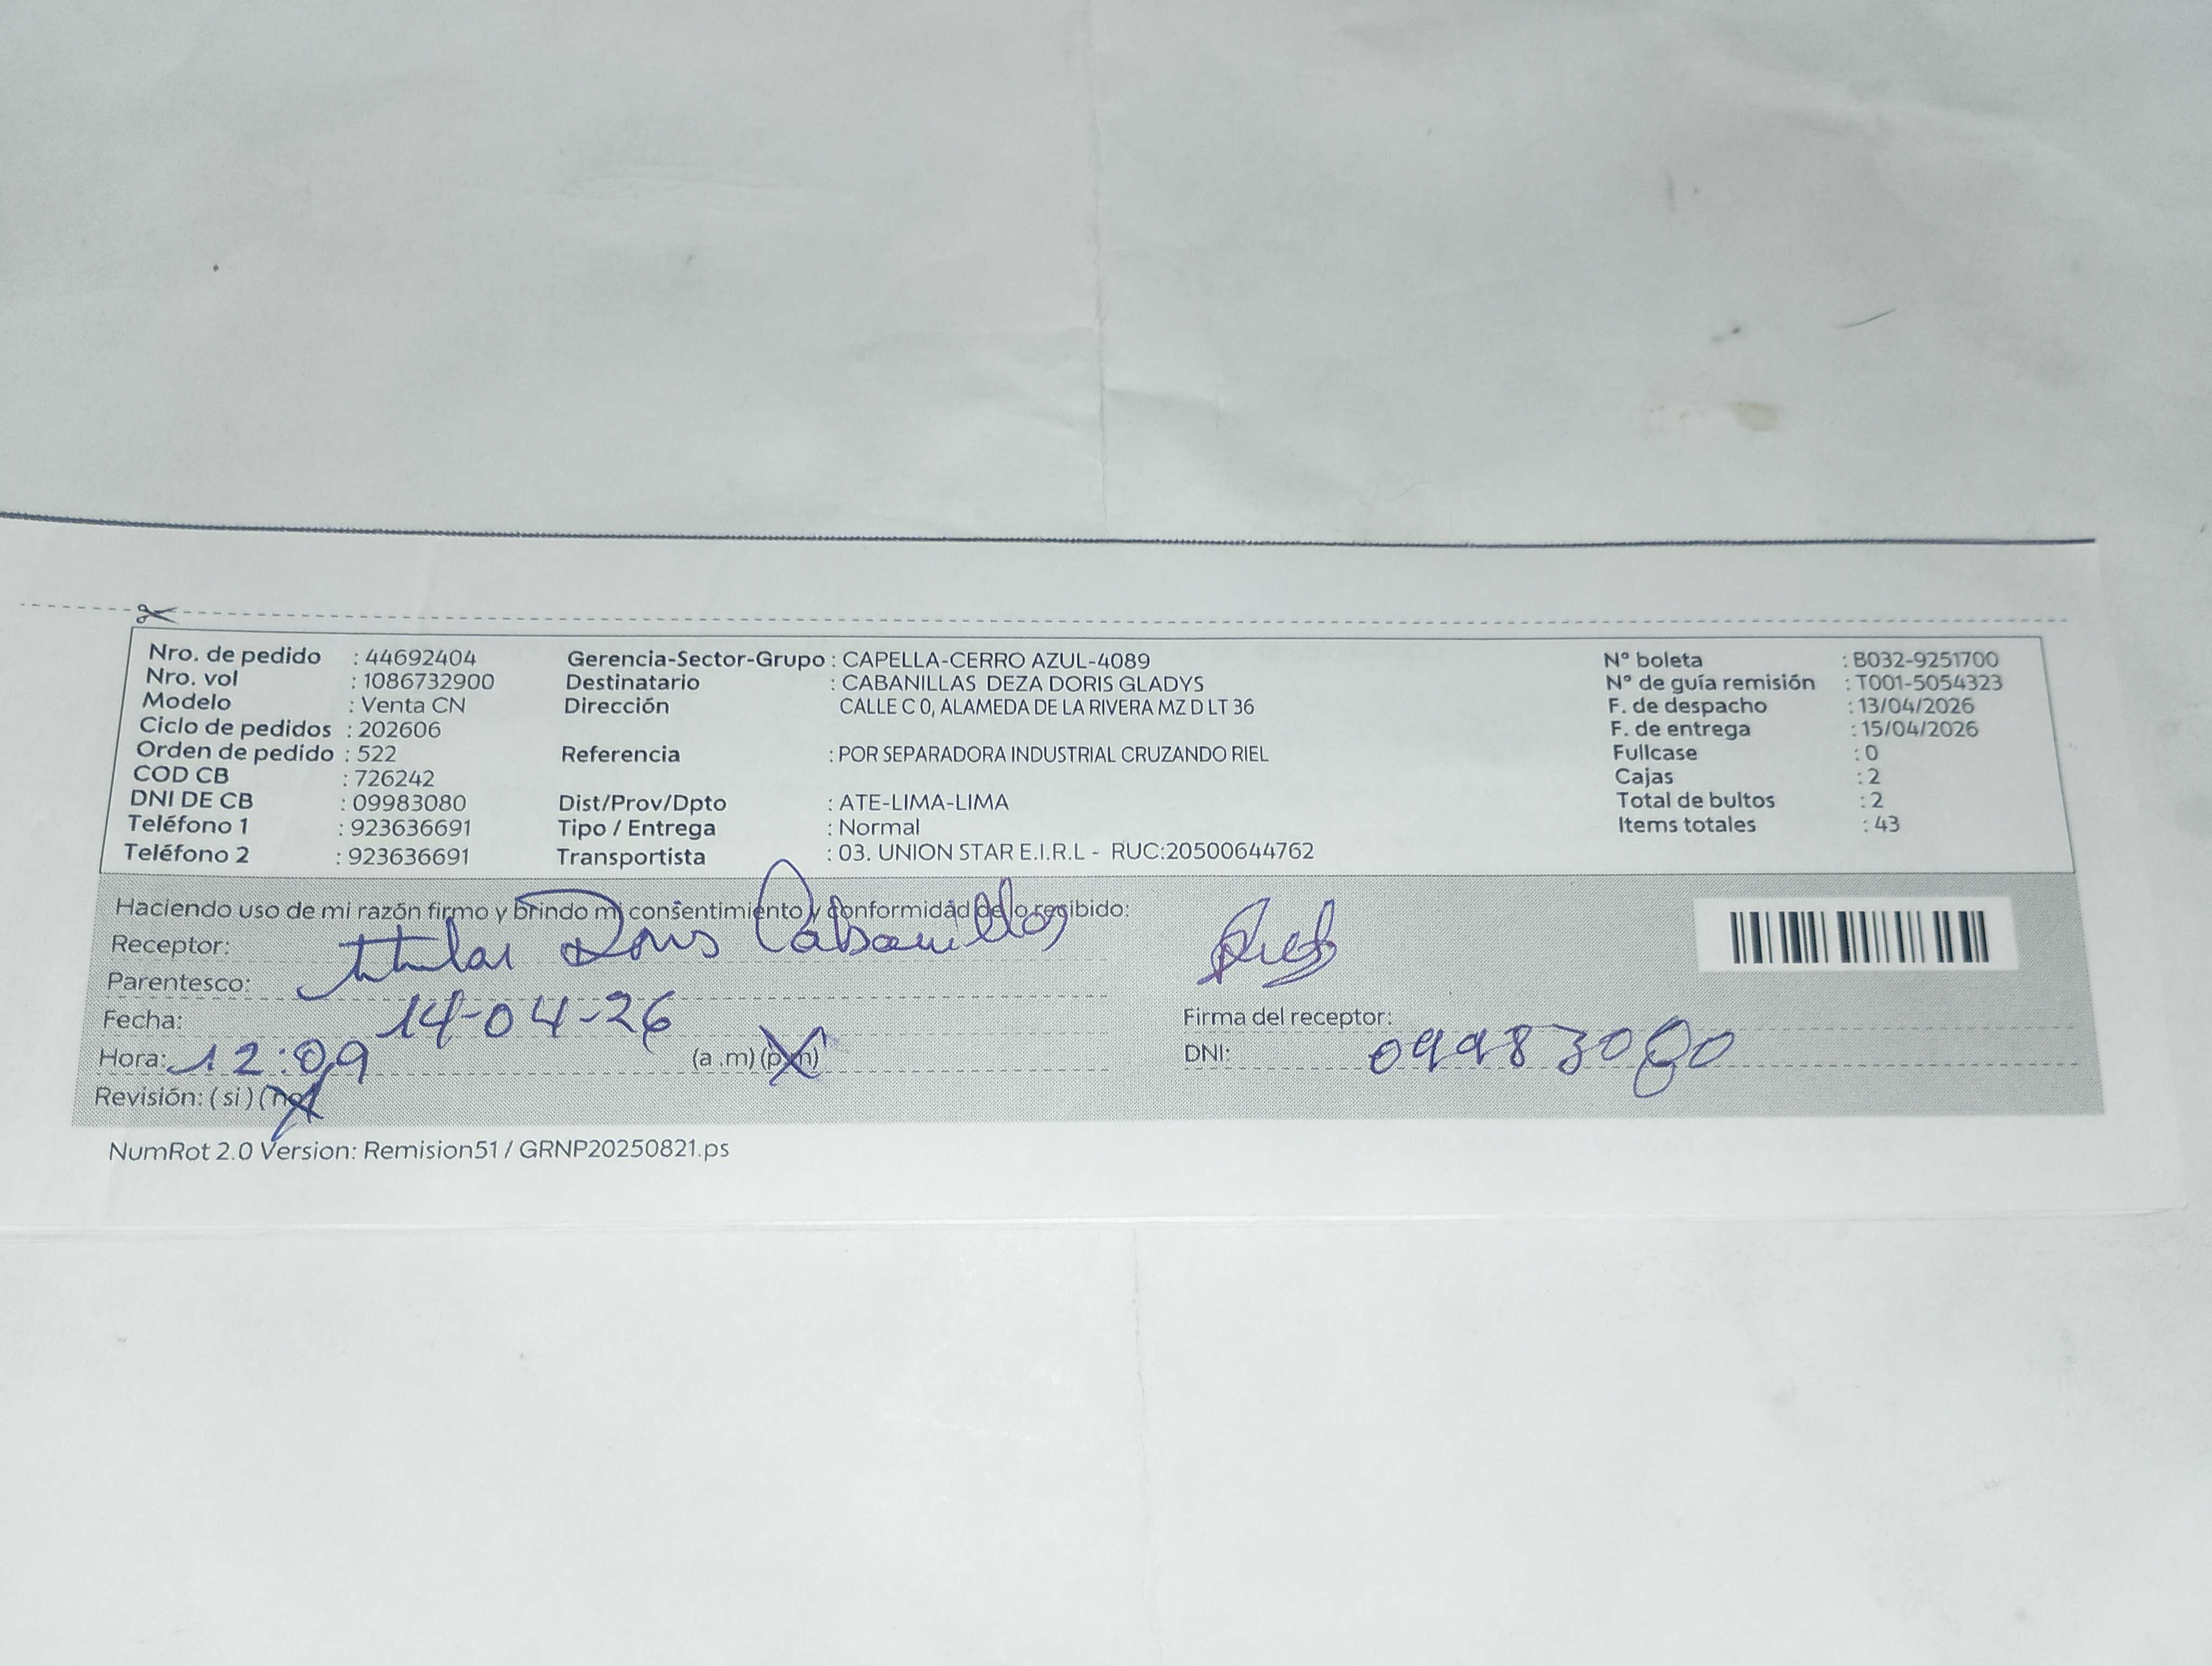 Nro. de pedido : 44692404 Gerencia-Sector-Grupo : CAPELLA-CERRO AZUL-4089 N° boleta : B032-9251700
Nro. vol : 1086732900 Destinatario : CABANILLAS DEZA DORIS GLADYS N° de guía remisión : T001-5054323
Modelo : Venta CN Dirección CALLE C 0, ALAMEDA DE LA RIVERA MZ D LT 36 F. de despacho : 13/04/2026
Ciclo de pedidos : 202606 F. de entrega : 15/04/2026
Orden de pedido : 522 Referencia : POR SEPARADORA INDUSTRIAL CRUZANDO RIEL Fullcase : 0
COD CB : 726242 Cajas : 2
DNI DE CB : 09983080 Dist/Prov/Dpto : ATE-LIMA-LIMA Total de bultos : 2
Teléfono 1 : 923636691 Tipo / Entrega : Normal Items totales : 43
Teléfono 2 : 923636691 Transportista : 03. UNION STAR E.I.R.L - RUC:20500644762
Haciendo uso de mi razón firmo y brindo mi consentimiento y conformidad de lo recibido:
Receptor: titular Doris Cabanillas
Parentesco:
Fecha: 14-04-26 Firma del receptor:
Hora: 12:09 (a .m) (p.m) DNI: 09983080
Revisión: ( si ) (no)
NumRot 2.0 Version: Remision51 / GRNP20250821.ps